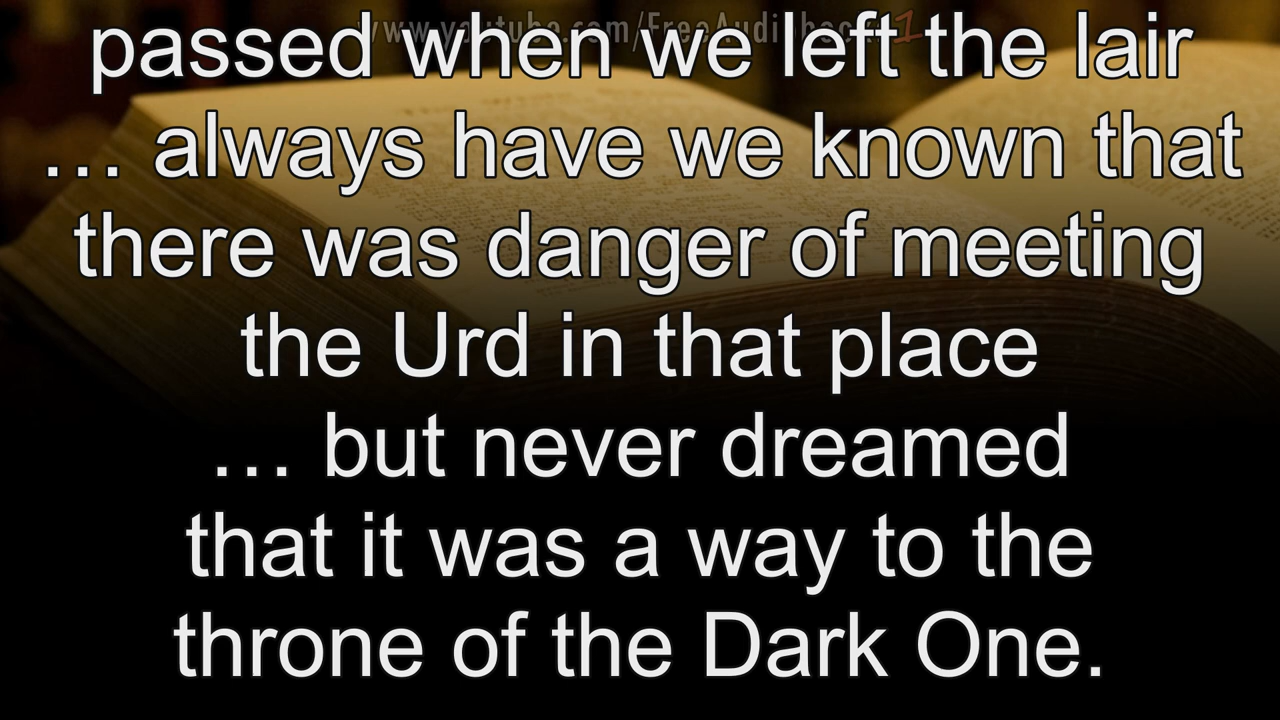 www.youtube.com/FreeAudiobooks1
passed when we left the lair
… always have we known that
there was danger of meeting
the Urd in that place
… but never dreamed
that it was a way to the
throne of the Dark One.